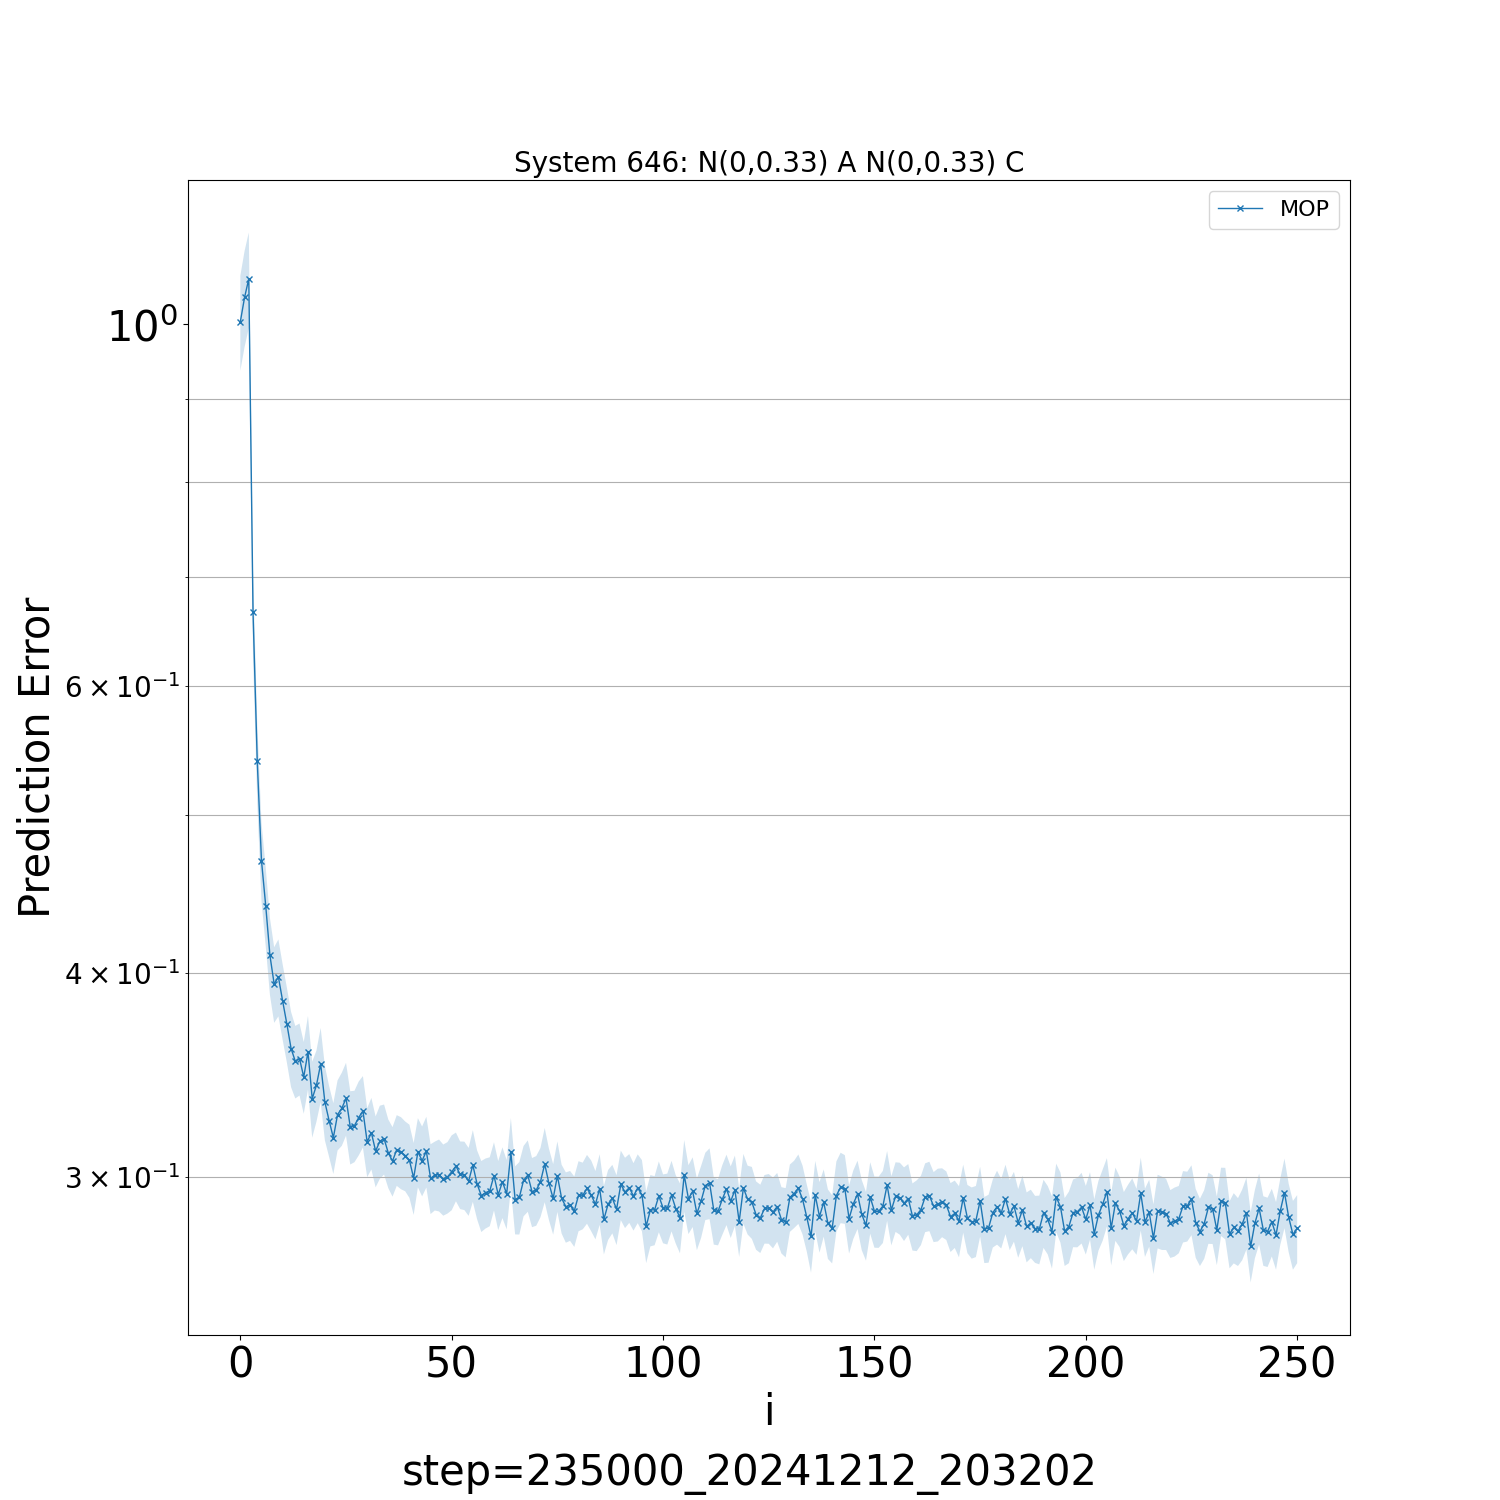 System 646: N(0,0.33) A N(0,0.33) C
MOP
10⁰
6 × 10⁻¹
4 × 10⁻¹
3 × 10⁻¹
Prediction Error
0 50 100 150 200 250
i
step=235000_20241212_203202